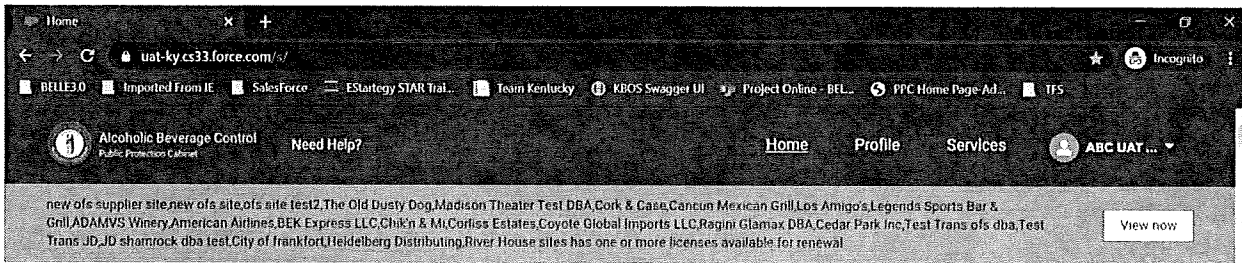 Home
uat-ky.cs33.force.com/s/
Incognito
BELLE3.0 Imported From IE SalesForce EStartegy STAR Trai... Team Kentucky KBOS Swagger UI Project Online - BEL... PPC Home Page-Ad... TFS
Alcoholic Beverage Control
Public Protection Cabinet
Need Help? Home Profile Services ABC UAT ...
new ofs supplier site,new ofs site,ofs site test2,The Old Dusty Dog,Madison Theater Test DBA,Cork & Case,Cancun Mexican Grill,Los Amigo's,Legends Sports Bar &
Grill,ADAMVS Winery,American Airlines,BEK Express LLC,Chik'n & Mi,Corliss Estates,Coyote Global Imports LLC,Ragini Glamax DBA,Cedar Park Inc,Test Trans ofs dba,Test
Trans JD,JD shamrock dba test,City of frankfort,Heidelberg Distributing,River House sites has one or more licenses available for renewal
View now